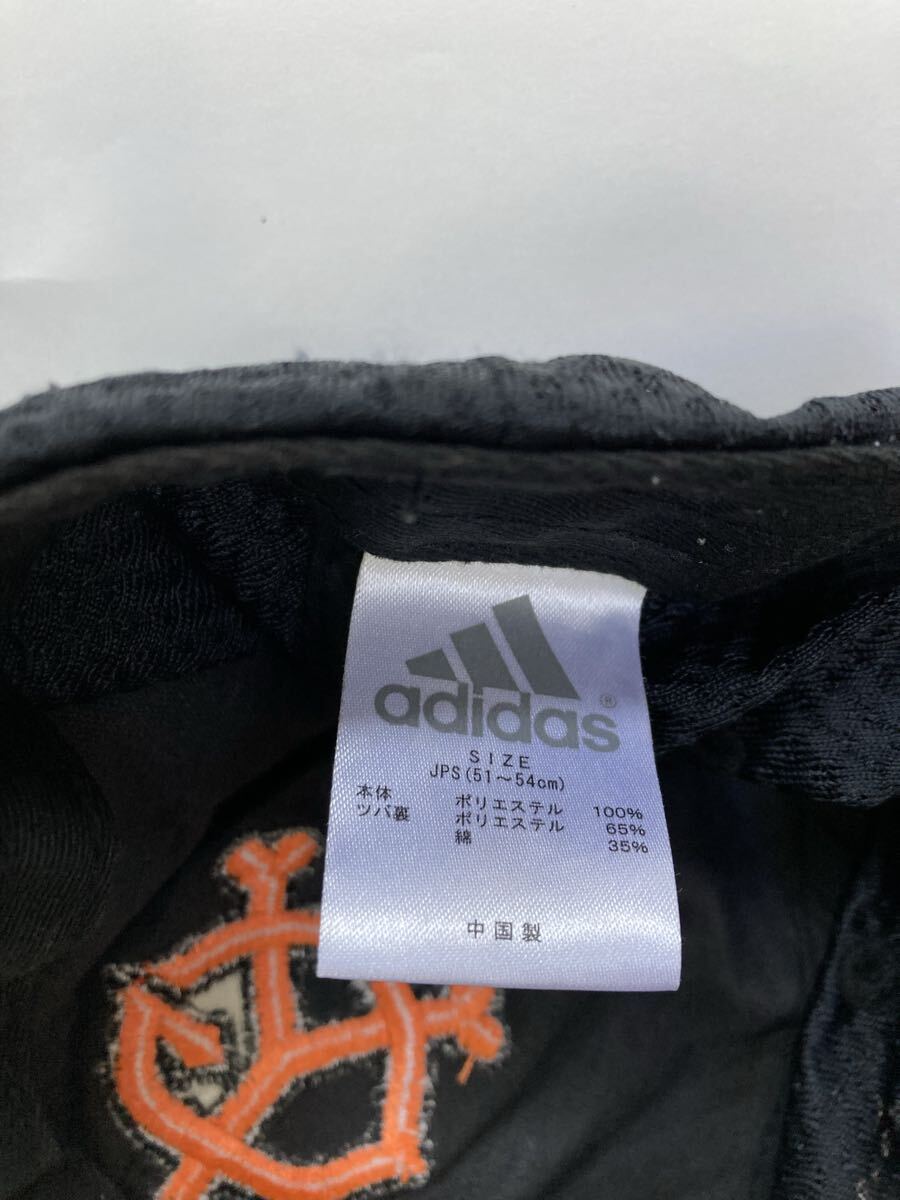 adidas®
SIZE
JPS(51～54cm)
本体 ポリエステル 100%
ツバ裏 ポリエステル 65%
綿 35%
中国製